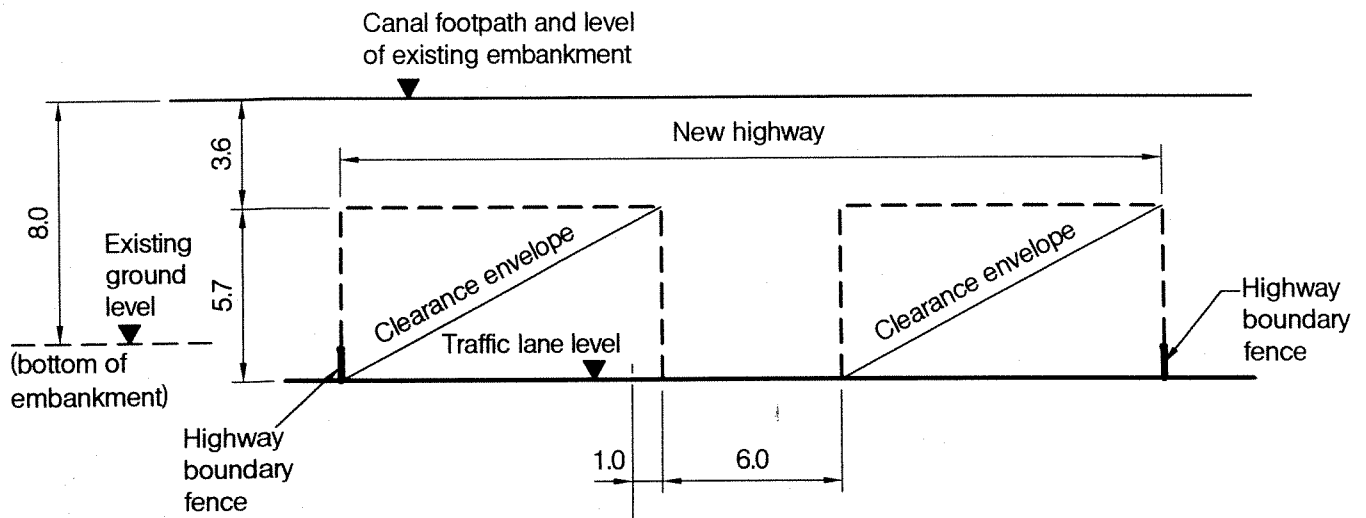 Canal footpath and level
of existing embankment
New highway
3.6
8.0
Existing
ground
level
5.7
Clearance envelope
Clearance envelope
Highway
boundary
fence
Traffic lane level
(bottom of
embankment)
Highway
boundary
fence
1.0
6.0